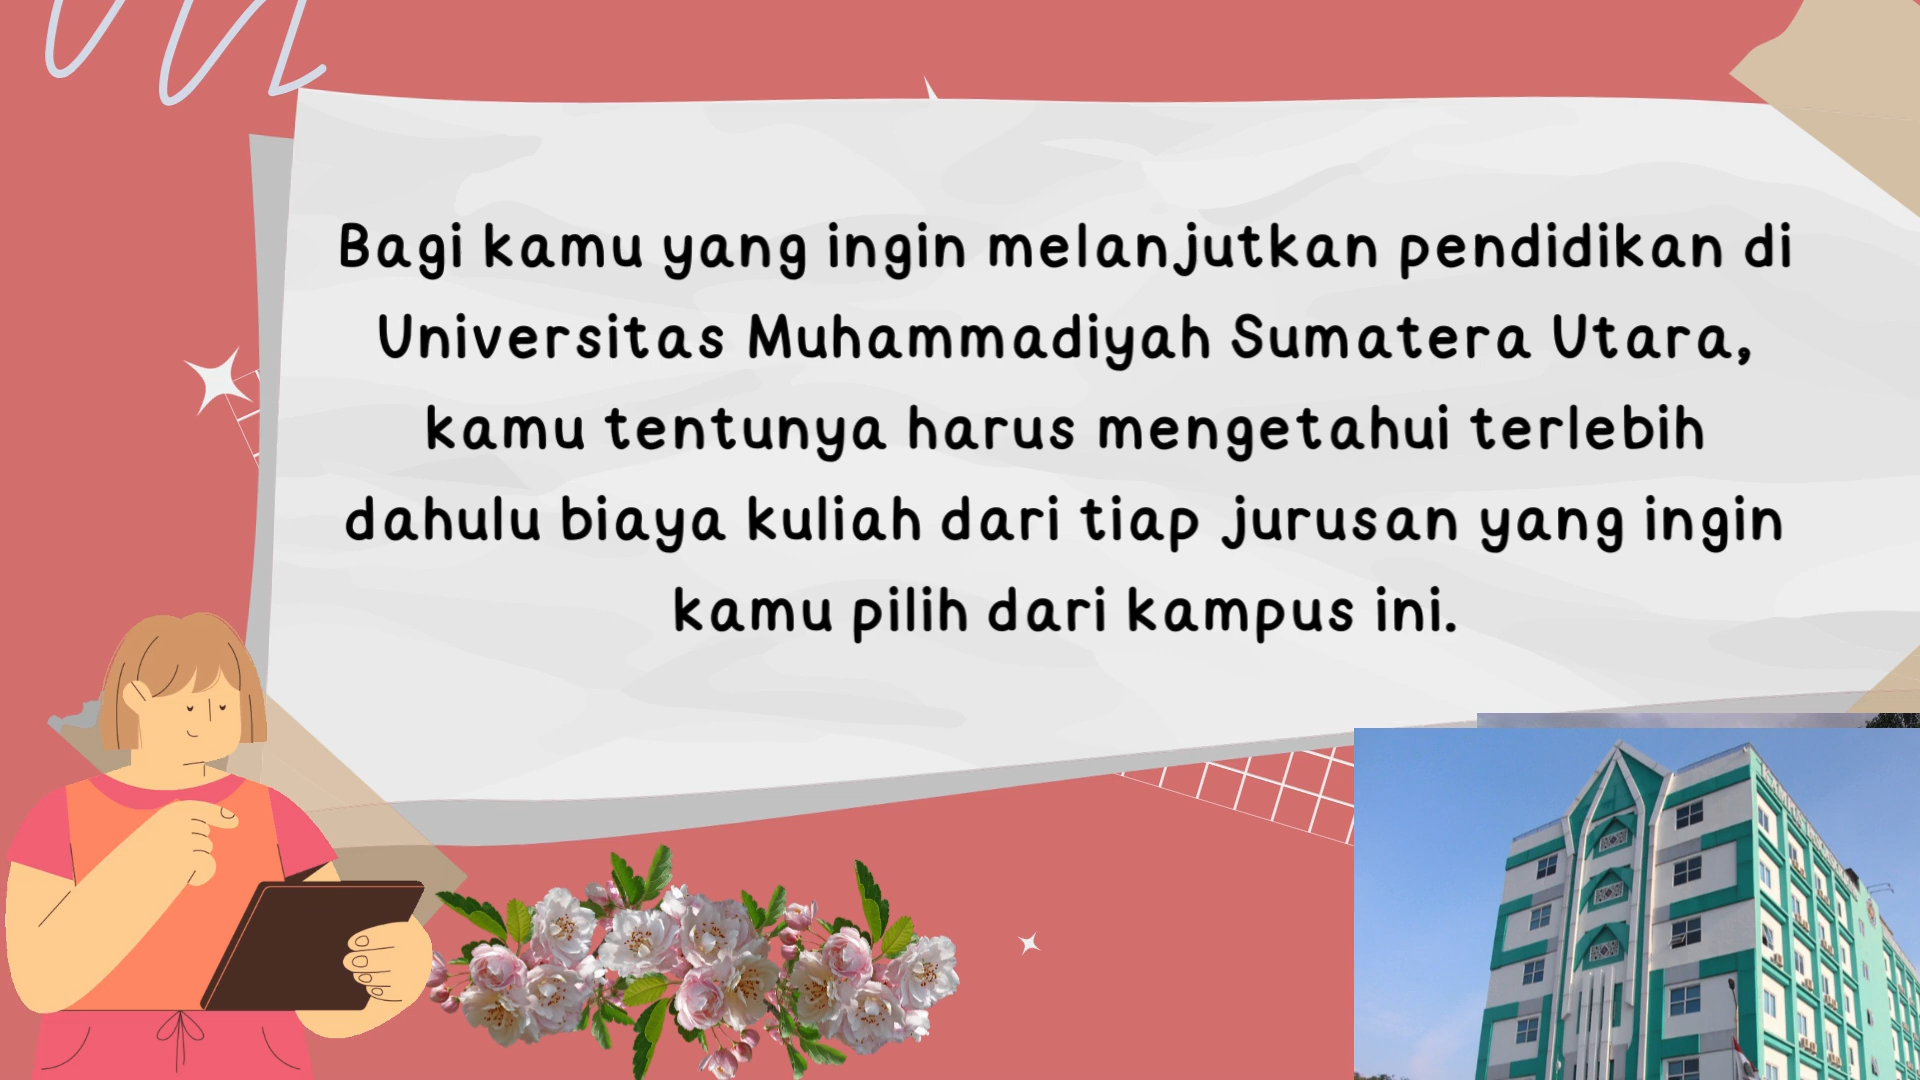 Bagi kamu yang ingin melanjutkan pendidikan di
Universitas Muhammadiyah Sumatera Utara,
kamu tentunya harus mengetahui terlebih
dahulu biaya kuliah dari tiap jurusan yang ingin
kamu pilih dari kampus ini.